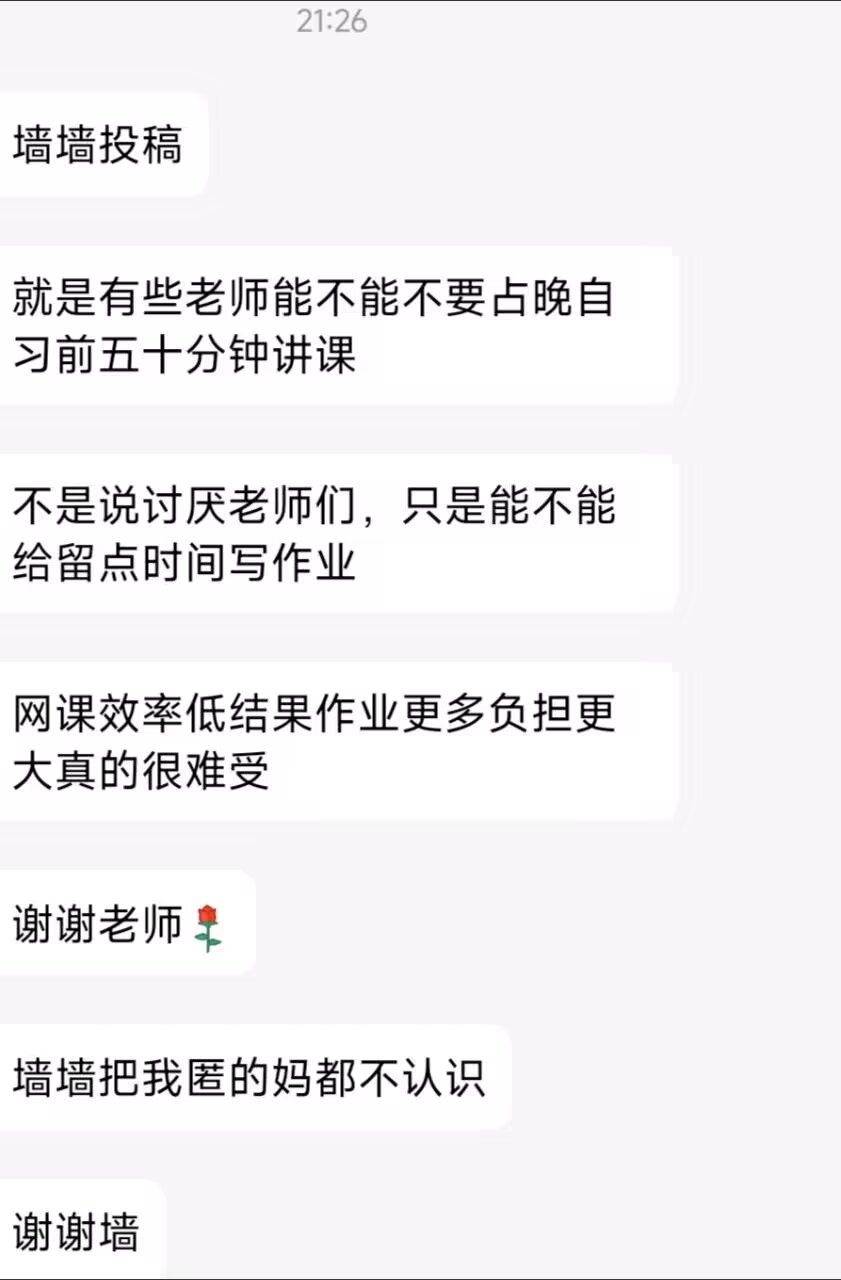 21:26
墙墙投稿
就是有些老师能不能不要占晚自
习前五十分钟讲课
不是说讨厌老师们，只是能不能
给留点时间写作业
网课效率低结果作业更多负担更
大真的很难受
谢谢老师🌹
墙墙把我匿的妈都不认识
谢谢墙